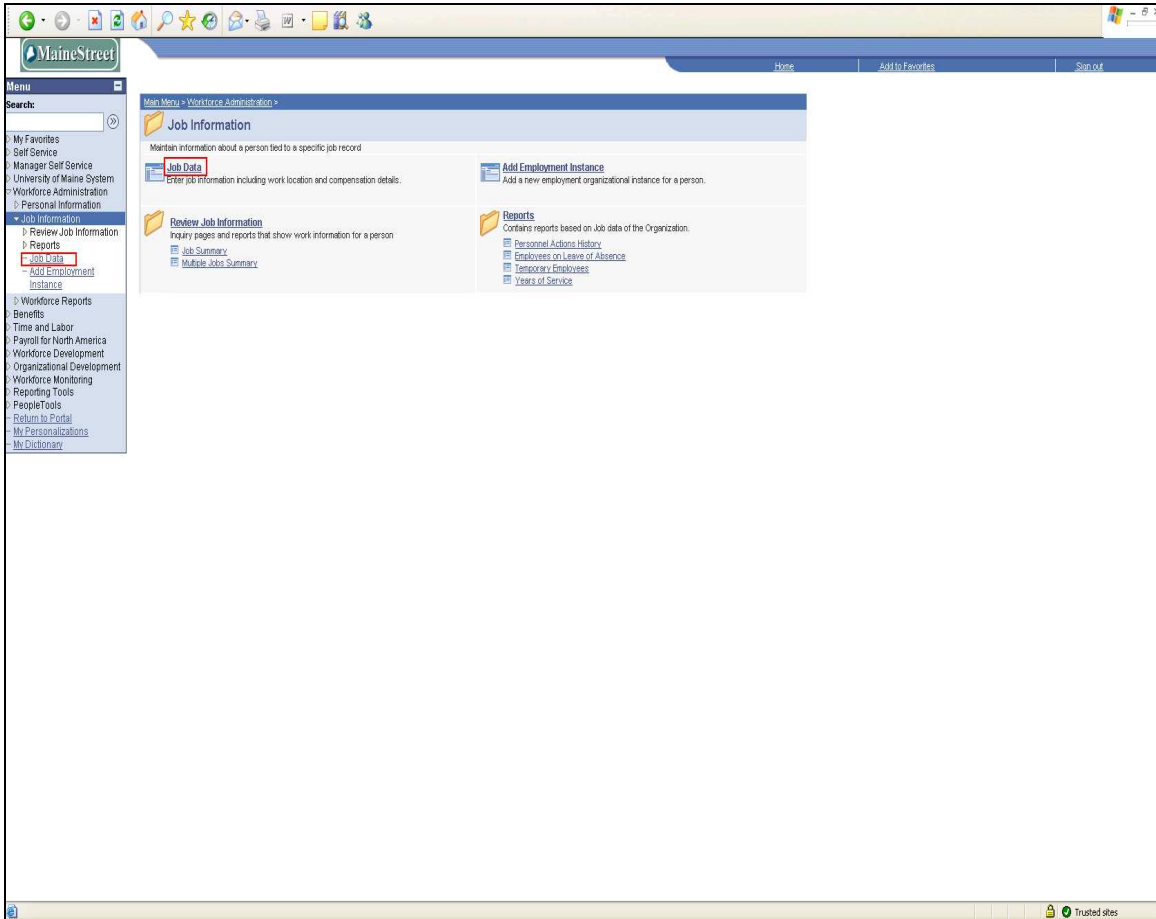 MaineStreet
Home
Add to Favorites
Sign out
Menu
Search:
My Favorites
Self Service
Manager Self Service
University of Maine System
Workforce Administration
Personal Information
Job Information
Review Job Information
Reports
Job Data
Add Employment
Instance
Workforce Reports
Benefits
Time and Labor
Payroll for North America
Workforce Development
Organizational Development
Workforce Monitoring
Reporting Tools
PeopleTools
Return to Portal
My Personalizations
My Dictionary
Main Menu > Workforce Administration >
Job Information
Maintain information about a person tied to a specific job record
Job Data
Enter job information including work location and compensation details.
Add Employment Instance
Add a new employment organizational instance for a person.
Review Job Information
Inquiry pages and reports that show work information for a person
Job Summary
Multiple Jobs Summary
Reports
Contains reports based on Job data of the Organization.
Personnel Actions History
Employees on Leave of Absence
Temporary Employees
Years of Service
Trusted sites